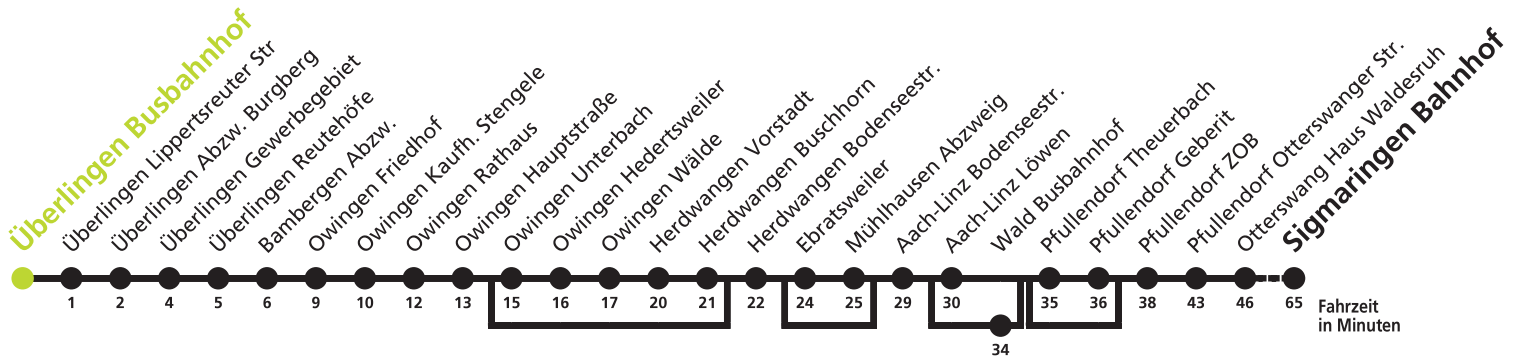 Überlingen Busbahnhof
Überlingen Lippertsreuter Str
Überlingen Abzw. Burgberg
Überlingen Gewerbegebiet
Überlingen Reutehöfe
Bambergen Abzw.
Owingen Friedhof
Owingen Kaufh. Stengele
Owingen Rathaus
Owingen Hauptstraße
Owingen Unterbach
Owingen Hedertsweiler
Owingen Wälde
Herdwangen Vorstadt
Herdwangen Buschhorn
Herdwangen Bodenseestr.
Ebratsweiler
Mühlhausen Abzweig
Aach-Linz Bodenseestr.
Aach-Linz Löwen
Wald Busbahnhof
Pfullendorf Theuerbach
Pfullendorf Geberit
Pfullendorf ZOB
Pfullendorf Otterswanger Str.
Otterswang Haus Waldesruh
Sigmaringen Bahnhof
1 2 4 5 6 9 10 12 13 15 16 17 20 21 22 24 25 29 30 35 36 38 43 46 65
34
Fahrzeit
in Minuten